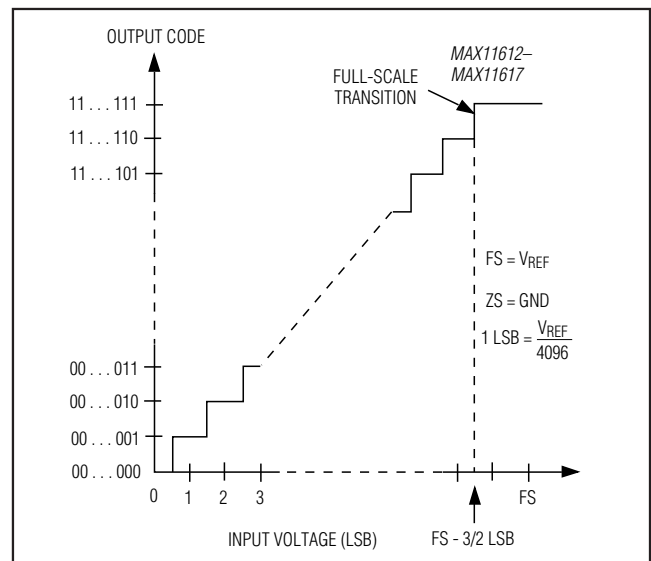 OUTPUT CODE
MAX11612–
MAX11617
FULL-SCALE
TRANSITION
11 . . . 111
11 . . . 110
11 . . . 101
FS = VREF
ZS = GND
1 LSB = VREF
4096
00 . . . 011
00 . . . 010
00 . . . 001
00 . . . 000
0 1 2 3 FS
INPUT VOLTAGE (LSB) FS - 3/2 LSB